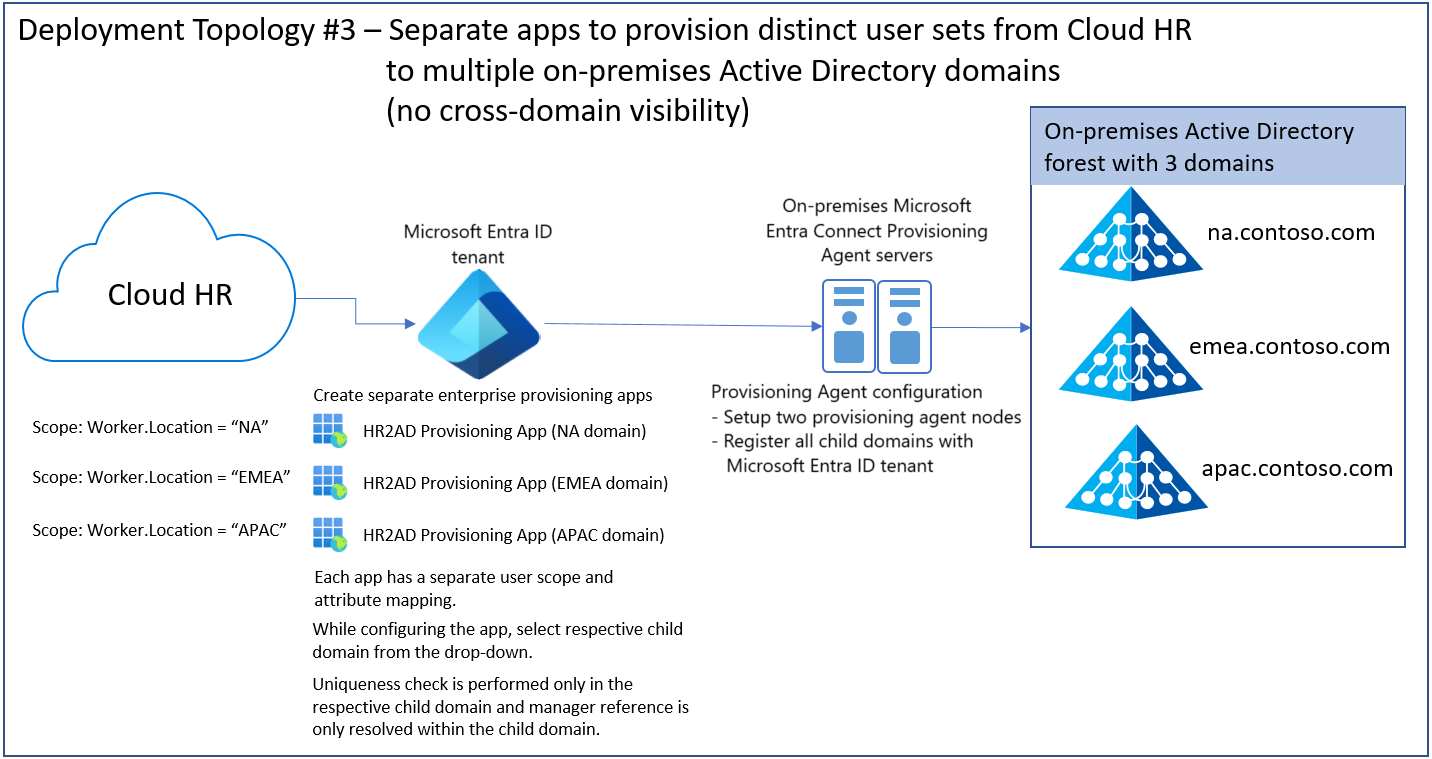 Deployment Topology #3 – Separate apps to provision distinct user sets from Cloud HR
to multiple on-premises Active Directory domains
(no cross-domain visibility)
On-premises Active Directory
forest with 3 domains
na.contoso.com
emea.contoso.com
apac.contoso.com
Cloud HR
Microsoft Entra ID
tenant
On-premises Microsoft
Entra Connect Provisioning
Agent servers
Provisioning Agent configuration
- Setup two provisioning agent nodes
- Register all child domains with
Microsoft Entra ID tenant
Create separate enterprise provisioning apps
Scope: Worker.Location = “NA”
HR2AD Provisioning App (NA domain)
Scope: Worker.Location = “EMEA”
HR2AD Provisioning App (EMEA domain)
Scope: Worker.Location = “APAC”
HR2AD Provisioning App (APAC domain)
Each app has a separate user scope and
attribute mapping.
While configuring the app, select respective child
domain from the drop-down.
Uniqueness check is performed only in the
respective child domain and manager reference is
only resolved within the child domain.